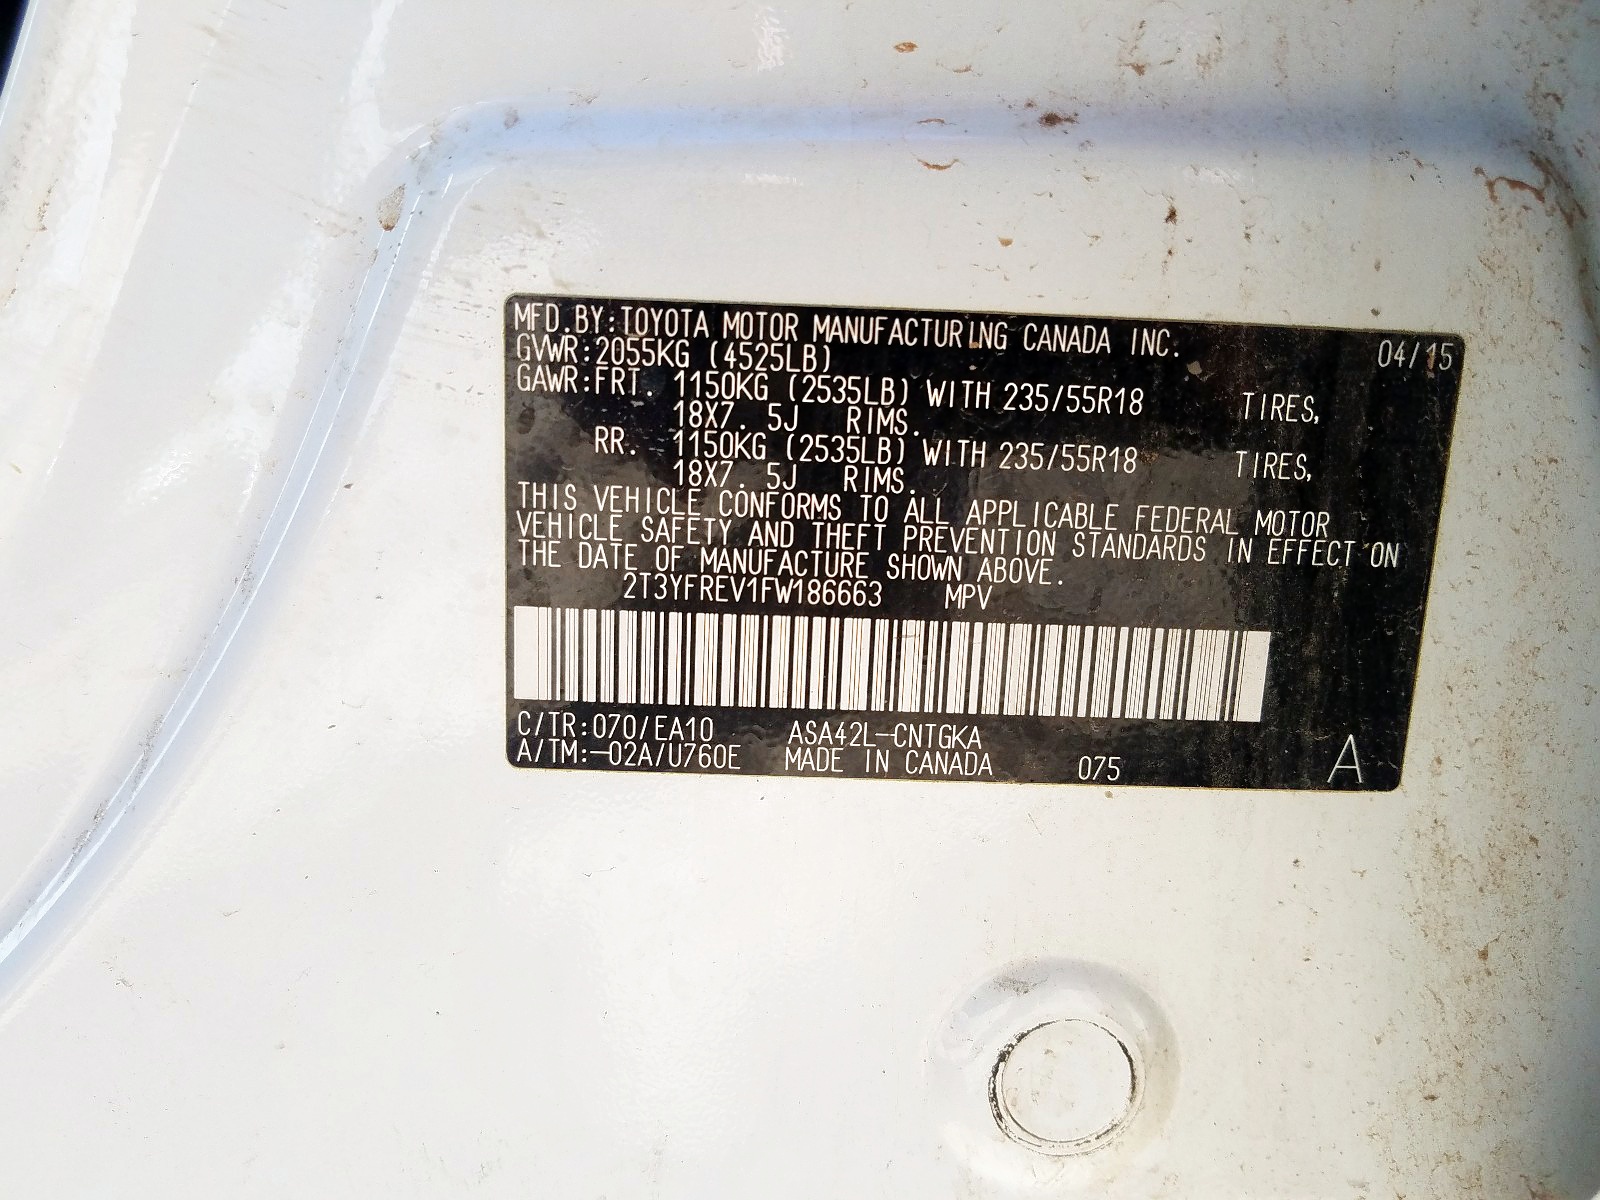 MFD.BY:TOYOTA MOTOR MANUFACTURING CANADA INC. 04/15
GVWR:2055KG (4525LB)
GAWR:FRT. 1150KG (2535LB) WITH 235/55R18 TIRES,
18X7. 5J RIMS.
RR. 1150KG (2535LB) WITH 235/55R18 TIRES,
18X7. 5J RIMS.
THIS VEHICLE CONFORMS TO ALL APPLICABLE FEDERAL MOTOR
VEHICLE SAFETY AND THEFT PREVENTION STANDARDS IN EFFECT ON
THE DATE OF MANUFACTURE SHOWN ABOVE.
2T3YFREV1FW186663 MPV
C/TR:070/EA10 ASA42L-CNTGKA
A/TM:-02A/U760E MADE IN CANADA 075 A